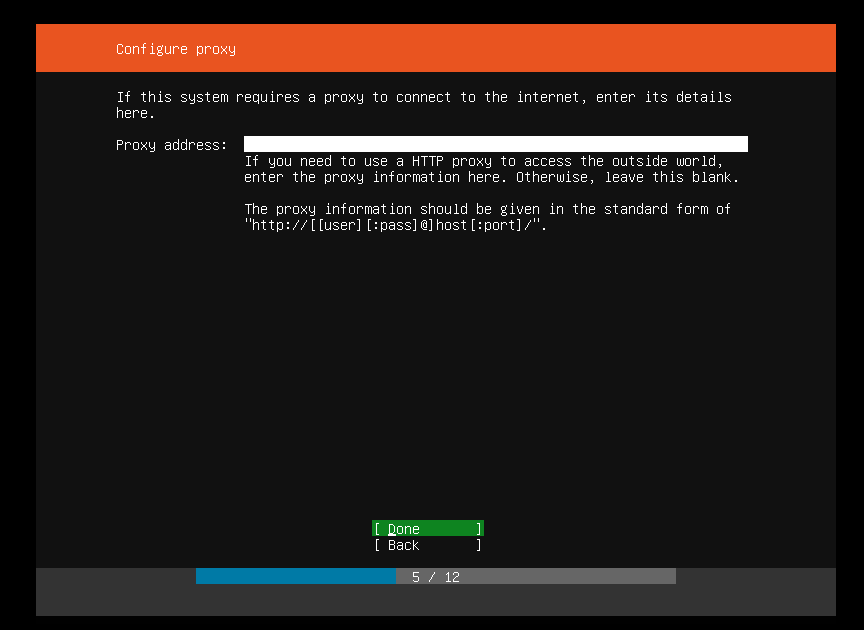 Configure proxy
If this system requires a proxy to connect to the internet, enter its details
here.
Proxy address:
If you need to use a HTTP proxy to access the outside world,
enter the proxy information here. Otherwise, leave this blank.
The proxy information should be given in the standard form of
"http://[[user][:pass]@]host[:port]/".
[ Done ]
[ Back ]
5 / 12